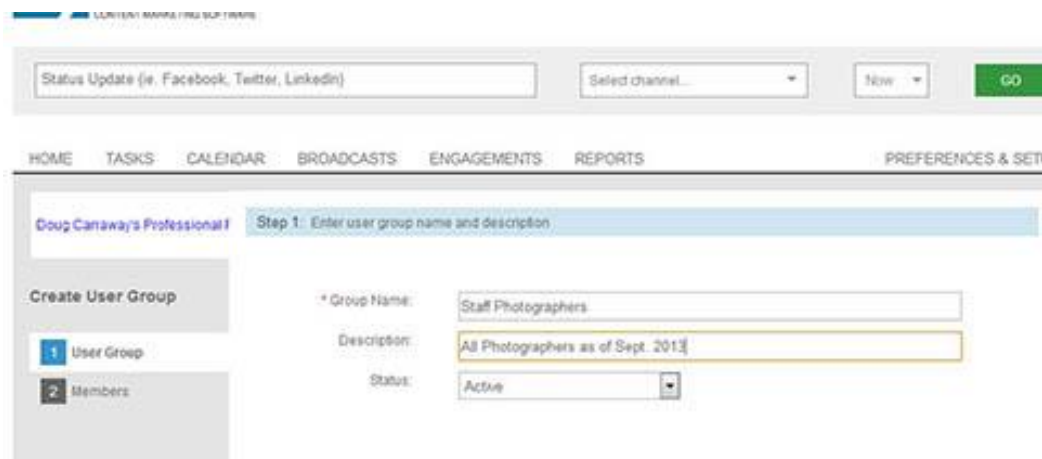 CONTENT MARKETING SOFTWARE
Status Update (ie. Facebook, Twitter, LinkedIn)
Select channel...
Now
GO
HOME TASKS CALENDAR BROADCASTS ENGAGEMENTS REPORTS PREFERENCES & SET
Doug Carraway's Professional
Step 1: Enter user group name and description
Create User Group
* Group Name:
Staff Photographers
Description:
All Photographers as of Sept. 2013
Status:
Active
1 User Group
2 Members